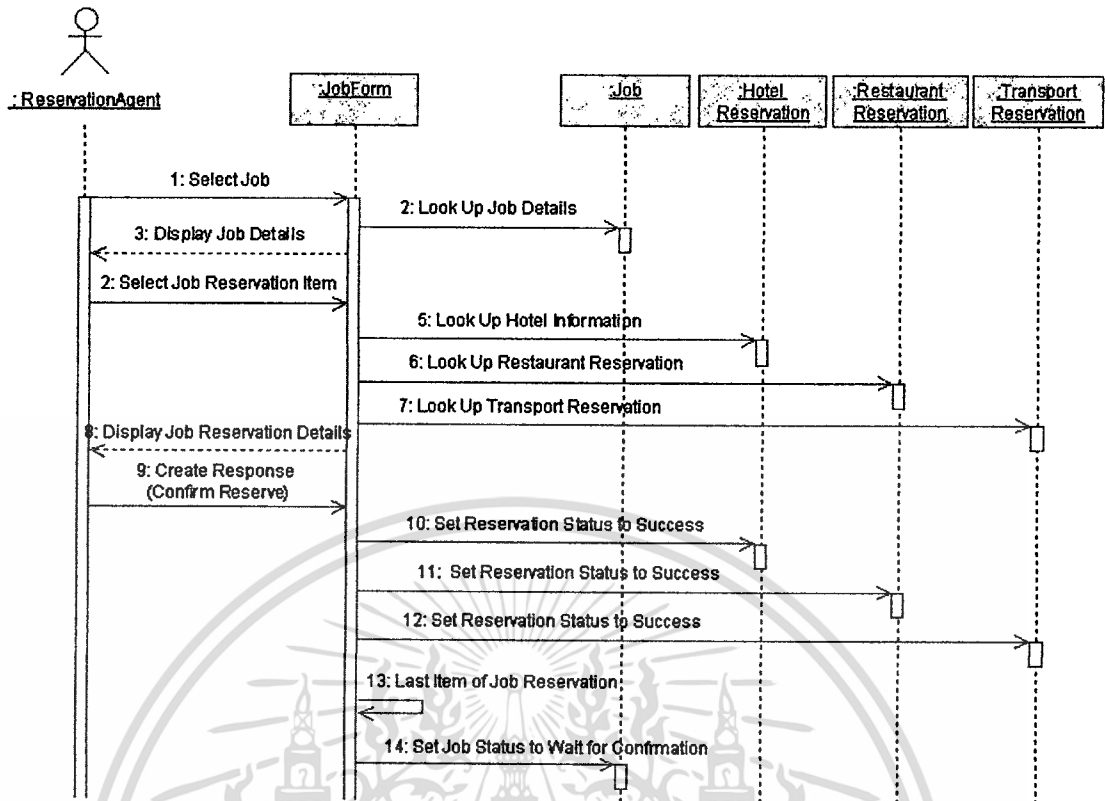 : ReservationAgent
:JobForm
:Job
:Hotel
Reservation
:Restaurant
Reservation
:Transport
Reservation
1: Select Job
2: Look Up Job Details
3: Display Job Details
2: Select Job Reservation Item
5: Look Up Hotel Information
6: Look Up Restaurant Reservation
7: Look Up Transport Reservation
8: Display Job Reservation Details
9: Create Response
(Confirm Reserve)
10: Set Reservation Status to Success
11: Set Reservation Status to Success
12: Set Reservation Status to Success
13: Last Item of Job Reservation
14: Set Job Status to Wait for Confirmation